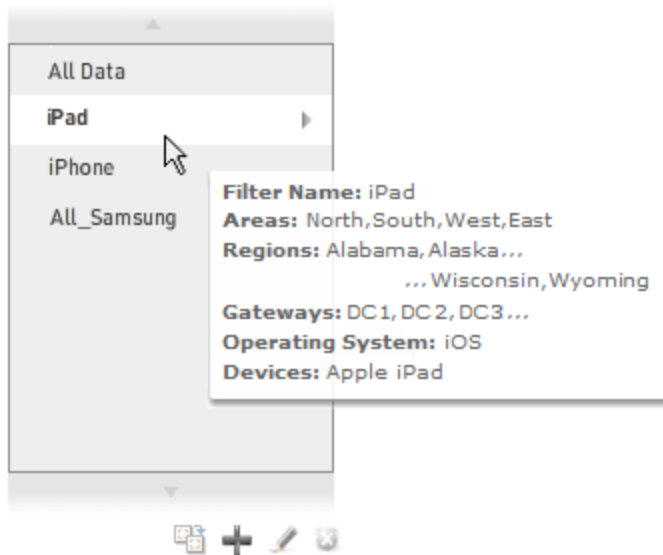 All Data
iPad
iPhone
All_Samsung
Filter Name: iPad
Areas: North,South,West,East
Regions: Alabama,Alaska...
...Wisconsin,Wyoming
Gateways: DC1,DC2,DC3...
Operating System: iOS
Devices: Apple iPad